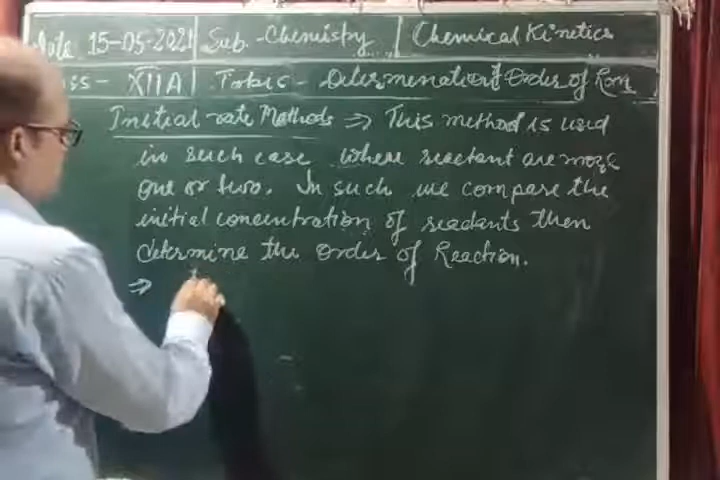 Date 15-05-2021 Sub.-Chemistry Chemical Kinetics
ss- XIIA Topic - Determination of Order of Rxn
Initial rate Methods ⇒ This method is used
in such case where reactant are more
one or two. In such we compare the
initial concentration of reactants then
determine the Order of Reaction.
⇒